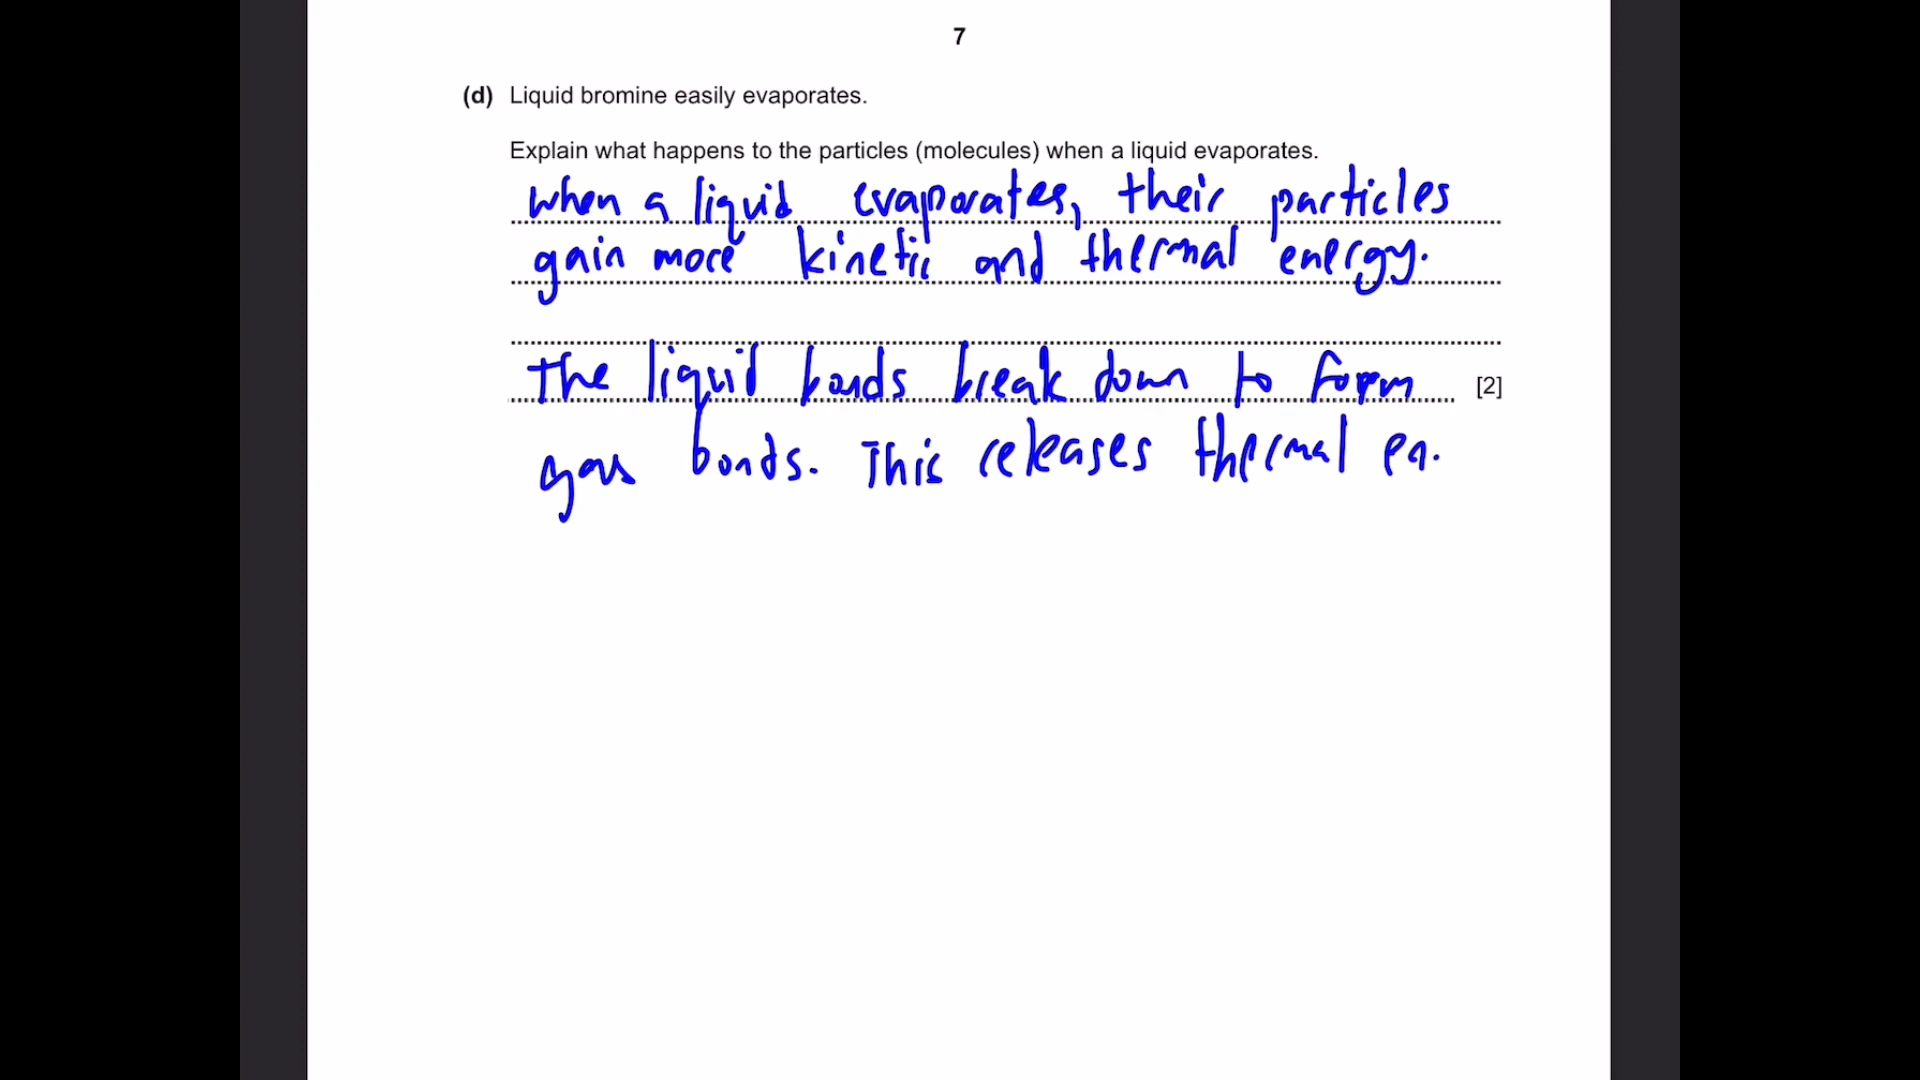 7
(d) Liquid bromine easily evaporates.
Explain what happens to the particles (molecules) when a liquid evaporates.
When a liquid evaporates, their particles
gain more kinetic and thermal energy.
The liquid bonds break down to form [2]
gas bonds. This releases thermal en.